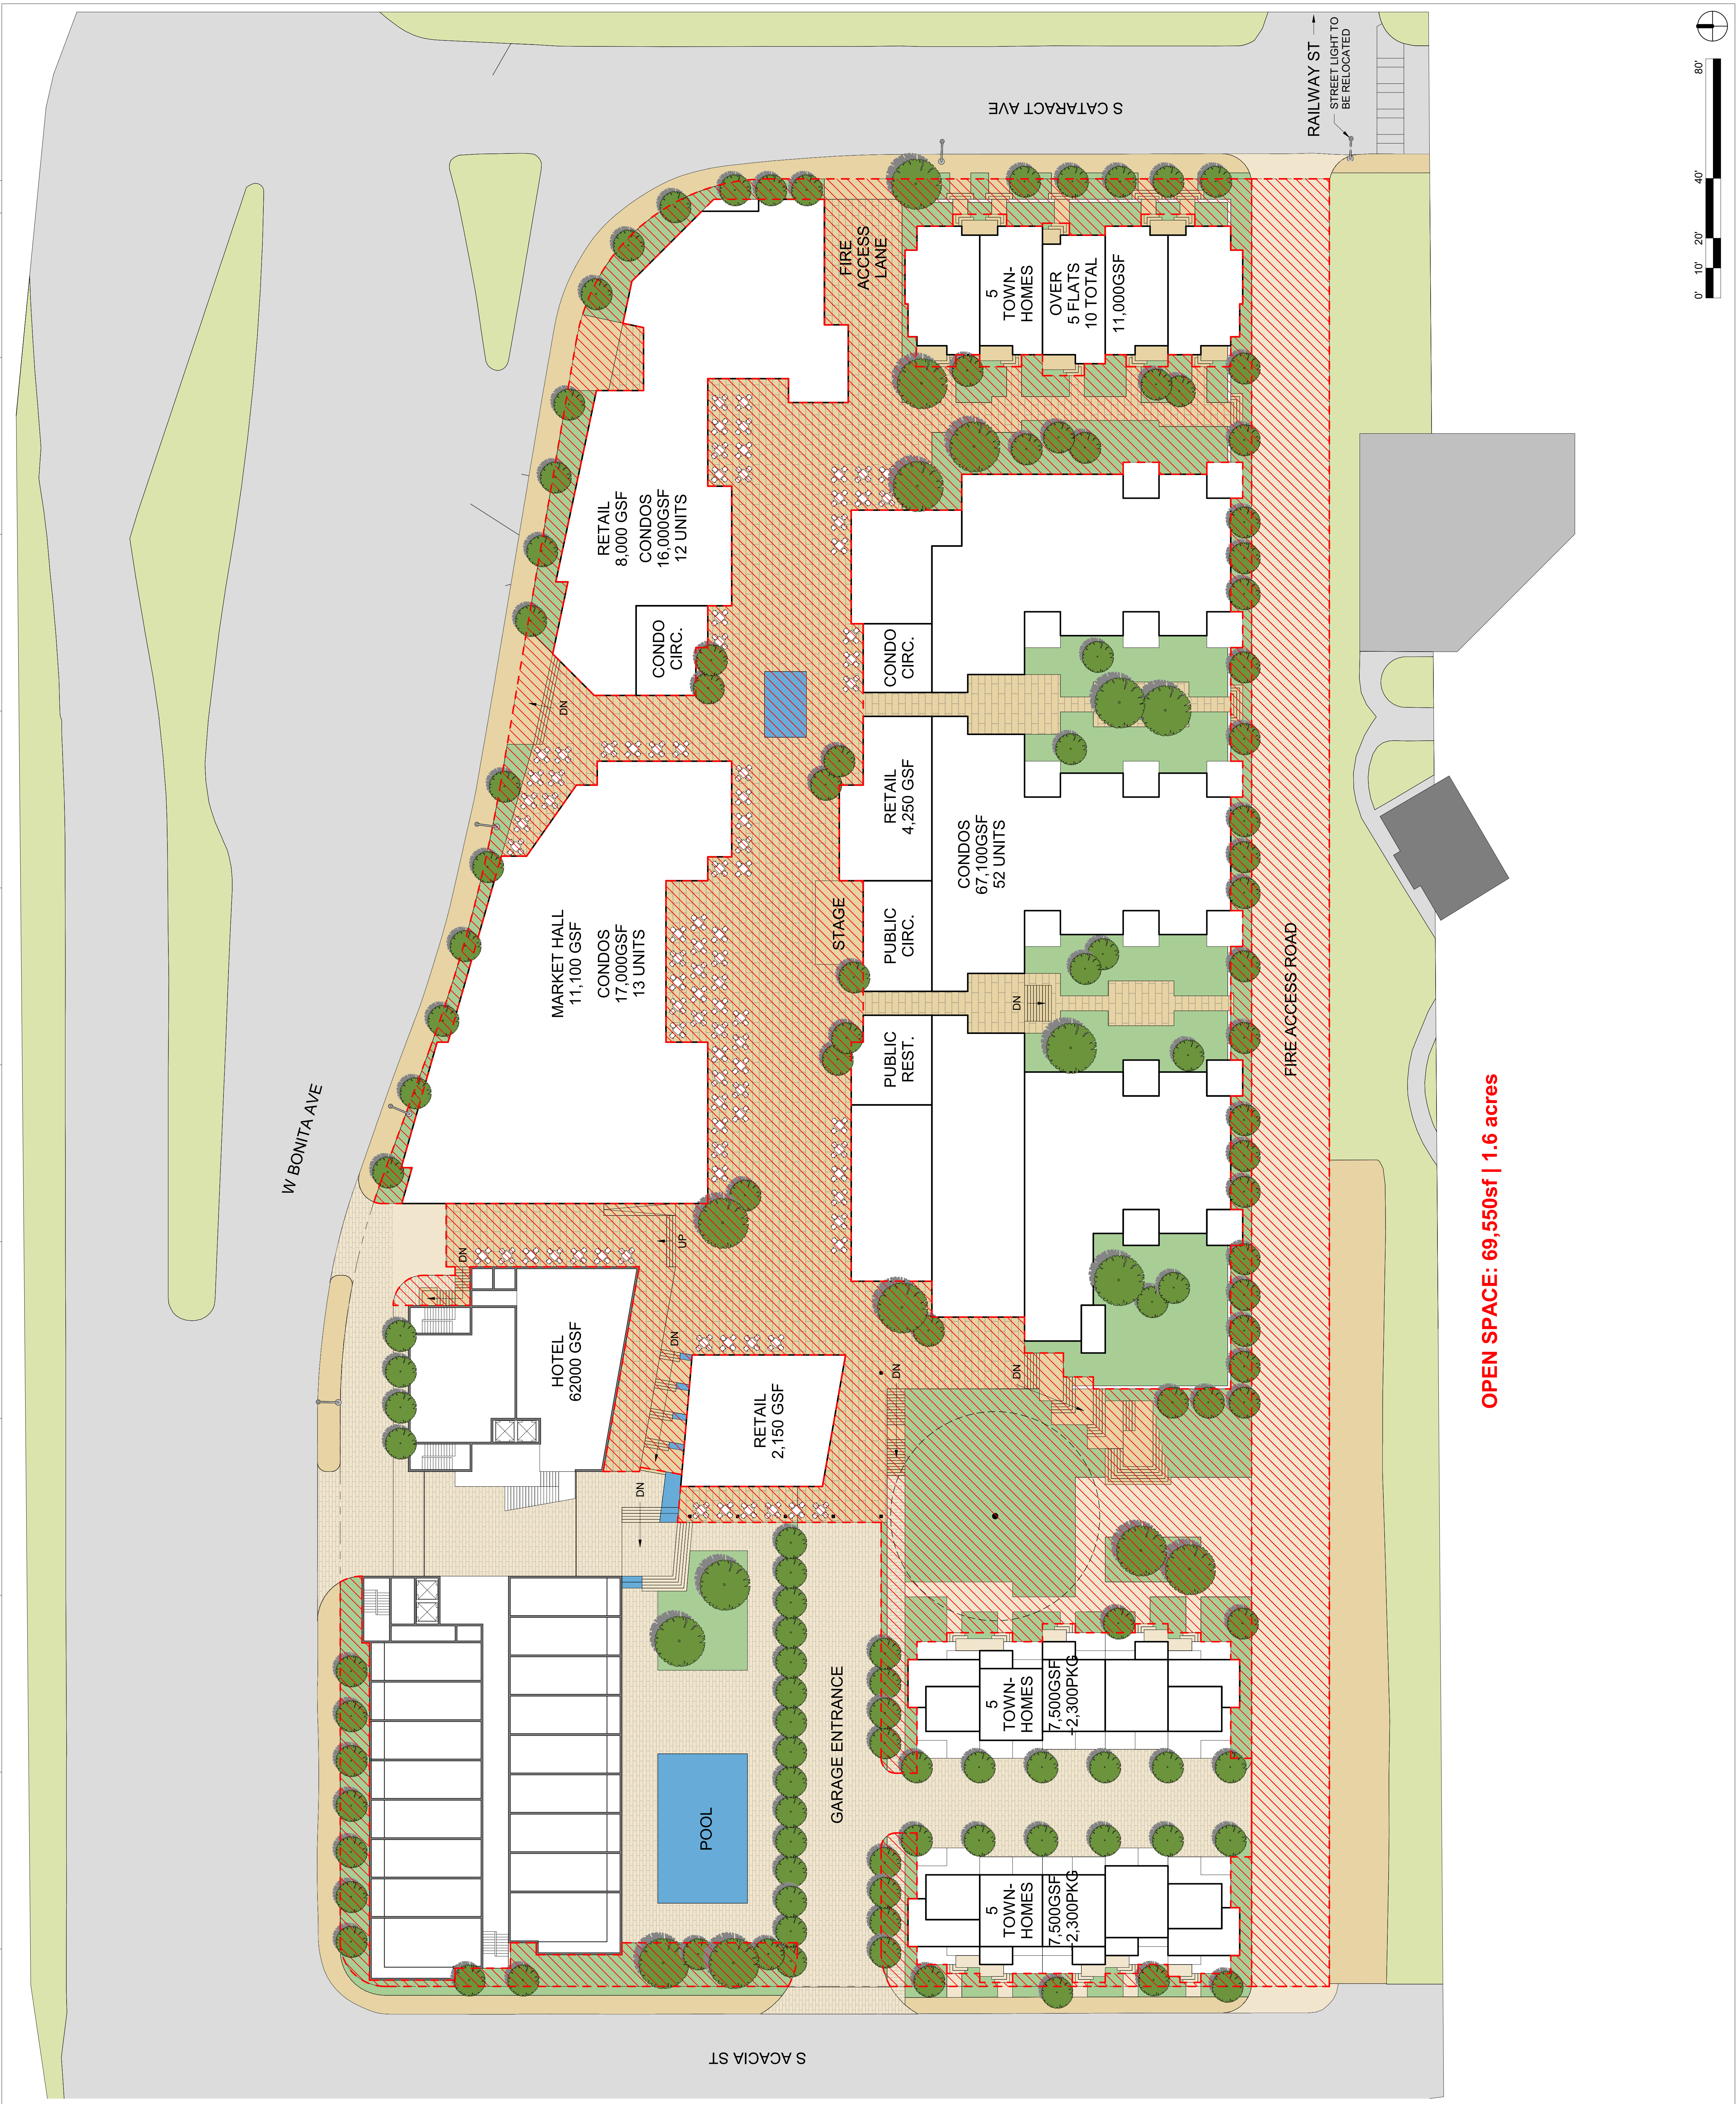 RAILWAY ST
STREET LIGHT TO
BE RELOCATED
S CATARACT AVE
80'
40'
20'
10'
0'
FIRE
ACCESS
LANE
5
TOWN-
HOMES
OVER
5 FLATS
10 TOTAL
11,000GSF
RETAIL
8,000 GSF
CONDOS
16,000GSF
12 UNITS
CONDO
CIRC.
CONDO
CIRC.
DN
RETAIL
4,250 GSF
CONDOS
67,100GSF
52 UNITS
MARKET HALL
11,100 GSF
CONDOS
17,000GSF
13 UNITS
STAGE
PUBLIC
CIRC.
DN
PUBLIC
REST.
FIRE ACCESS ROAD
W BONITA AVE
OPEN SPACE: 69,550sf | 1.6 acres
DN
UP
HOTEL
62000 GSF
DN
RETAIL
2,150 GSF
DN
DN
DN
GARAGE ENTRANCE
POOL
5
TOWN-
HOMES
7,500GSF
+2,300PKG
5
TOWN-
HOMES
7,500GSF
+2,300PKG
S ACACIA ST